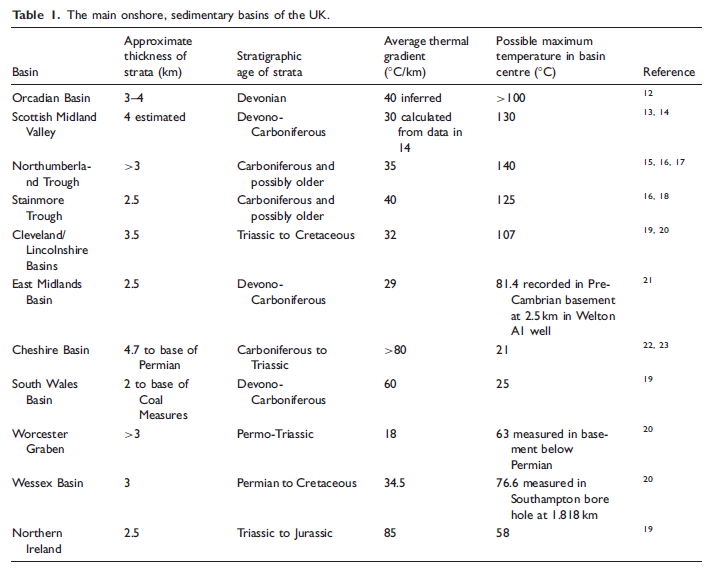 Table 1. The main onshore, sedimentary basins of the UK.
Basin Approximate thickness of strata (km) Stratigraphic age of strata Average thermal gradient (°C/km) Possible maximum temperature in basin centre (°C) Reference
Orcadian Basin 3–4 Devonian 40 inferred >100 12
Scottish Midland Valley 4 estimated Devono-Carboniferous 30 calculated from data in 14 130 13, 14
Northumberla-nd Trough >3 Carboniferous and possibly older 35 140 15, 16, 17
Stainmore Trough 2.5 Carboniferous and possibly older 40 125 16, 18
Cleveland/Lincolnshire Basins 3.5 Triassic to Cretaceous 32 107 19, 20
East Midlands Basin 2.5 Devono-Carboniferous 29 81.4 recorded in Pre-Cambrian basement at 2.5 km in Welton A1 well 21
Cheshire Basin 4.7 to base of Permian Carboniferous to Triassic >80 21 22, 23
South Wales Basin 2 to base of Coal Measures Devono-Carboniferous 60 25 19
Worcester Graben >3 Permo-Triassic 18 63 measured in base-ment below Permian 20
Wessex Basin 3 Permian to Cretaceous 34.5 76.6 measured in Southampton bore hole at 1.818 km 20
Northern Ireland 2.5 Triassic to Jurassic 85 58 19